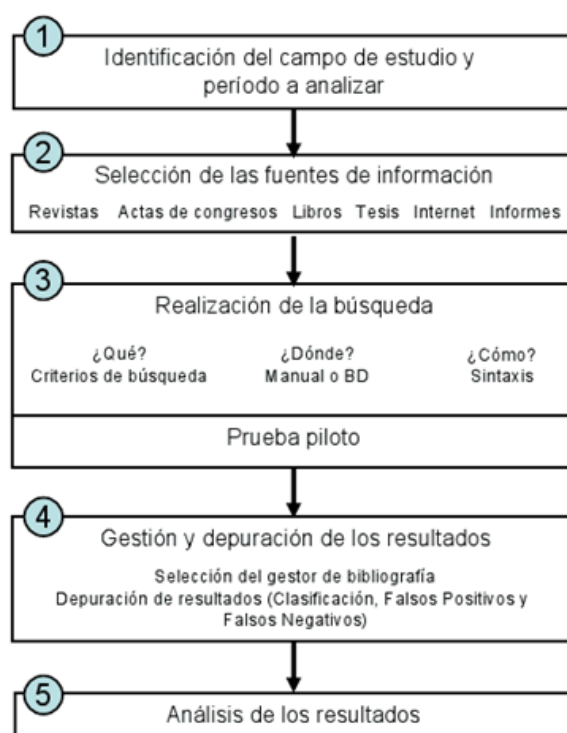 1
Identificación del campo de estudio y
período a analizar
2
Selección de las fuentes de información
Revistas Actas de congresos Libros Tesis Internet Informes
3
Realización de la búsqueda
¿Qué? ¿Dónde? ¿Cómo?
Criterios de búsqueda Manual o BD Sintaxis
Prueba piloto
4
Gestión y depuración de los resultados
Selección del gestor de bibliografía
Depuración de resultados (Clasificación, Falsos Positivos y
Falsos Negativos)
5
Análisis de los resultados